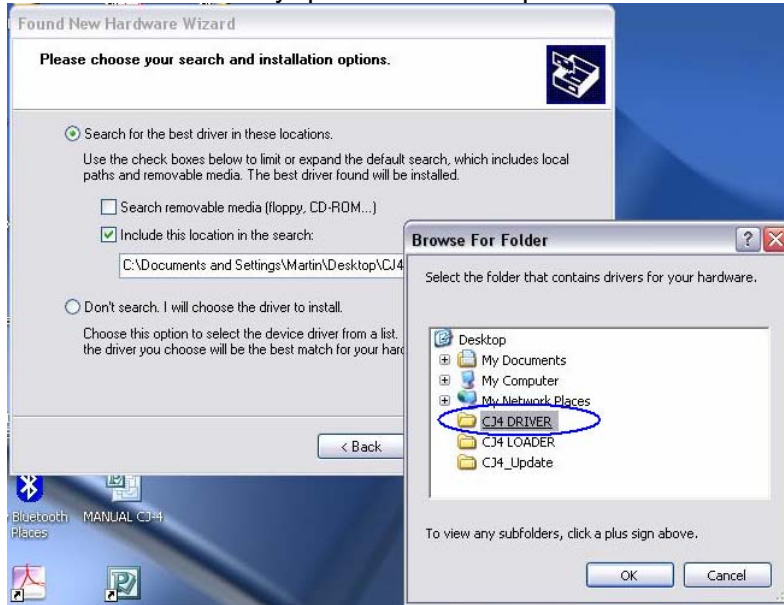 Found New Hardware Wizard
Please choose your search and installation options.
Search for the best driver in these locations.
Use the check boxes below to limit or expand the default search, which includes local
paths and removable media. The best driver found will be installed.
Search removable media (floppy, CD-ROM...)
Include this location in the search:
C:\Documents and Settings\Martin\Desktop\CJ4
Don't search. I will choose the driver to install.
Choose this option to select the device driver from a list.
the driver you choose will be the best match for your
< Back
Browse For Folder
Select the folder that contains drivers for your hardware.
Desktop
My Documents
My Computer
My Network Places
CJ4 DRIVER
CJ4 LOADER
CJ4_Update
To view any subfolders, click a plus sign above.
OK
Cancel
Bluetooth
Places
MANUAL CJ-4